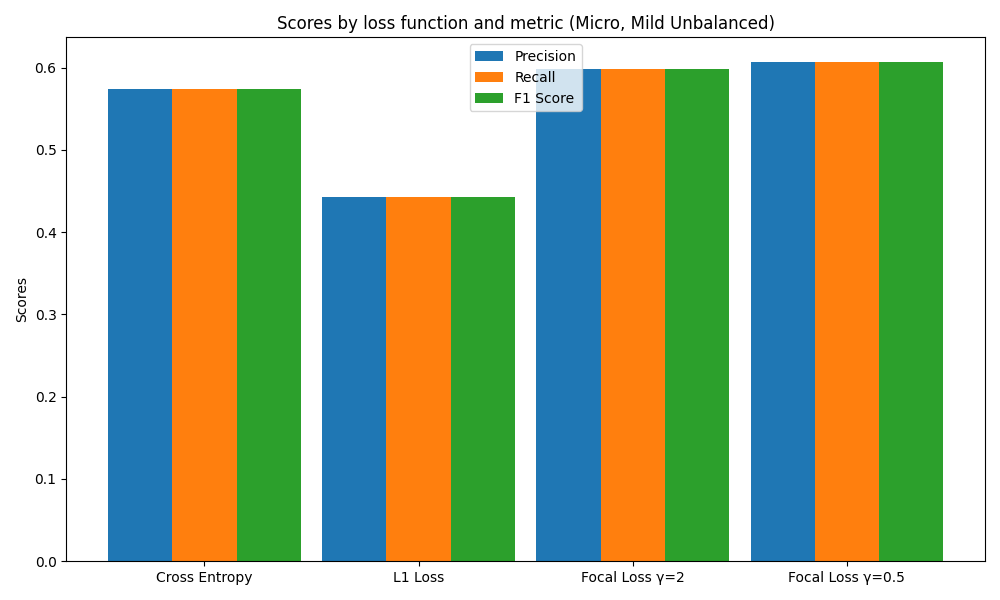 Scores by loss function and metric (Micro, Mild Unbalanced)
Precision
Recall
F1 Score
Scores
0.6
0.5
0.4
0.3
0.2
0.1
0.0
Cross Entropy
L1 Loss
Focal Loss γ=2
Focal Loss γ=0.5